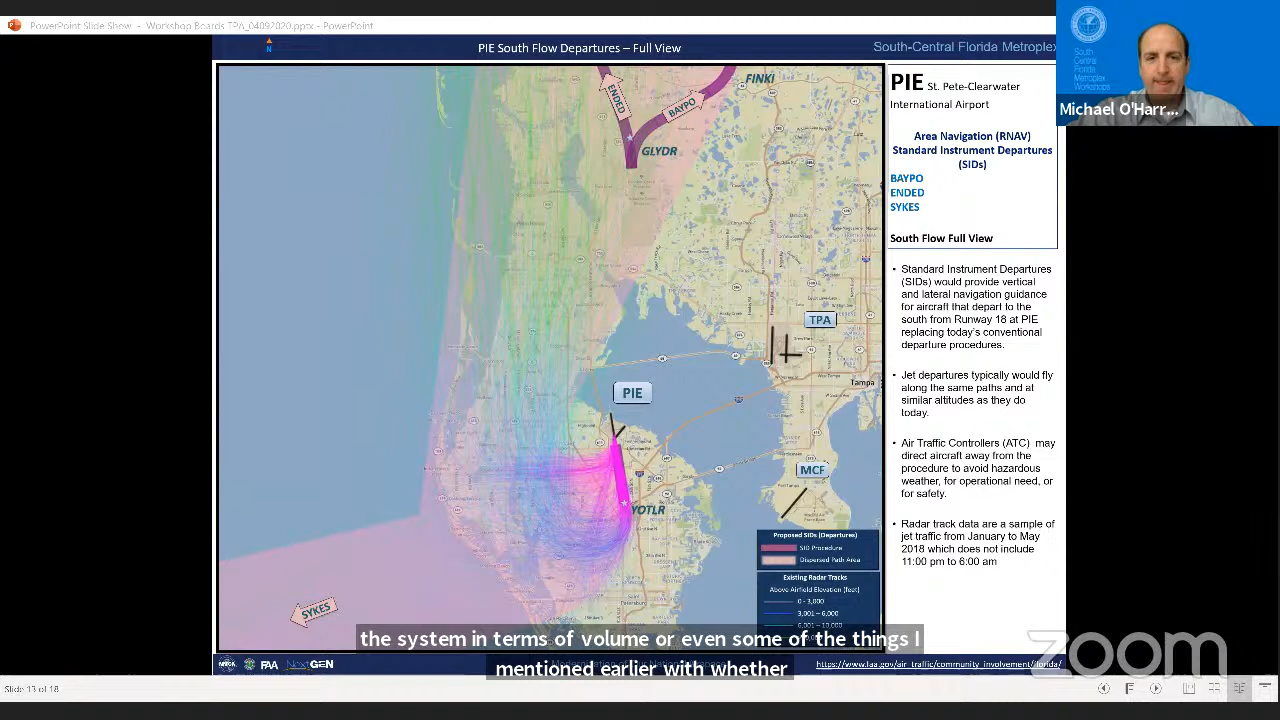 PowerPoint Slide Show - Workshop Boards TPA_04092020.pptx - PowerPoint
N
PIE South Flow Departures – Full View
South-Central Florida Metroplex
South
Central
Florida
Metroplex
Workshops
Michael O'Harr...
PIE St. Pete-Clearwater
International Airport
Area Navigation (RNAV)
Standard Instrument Departures
(SIDs)
BAYPO
ENDED
SYKES
South Flow Full View
• Standard Instrument Departures
(SIDs) would provide vertical
and lateral navigation guidance
for aircraft that depart to the
south from Runway 18 at PIE
replacing today's conventional
departure procedures.
• Jet departures typically would fly
along the same paths and at
similar altitudes as they do
today.
• Air Traffic Controllers (ATC) may
direct aircraft away from the
procedure to avoid hazardous
weather, for operational need, or
for safety.
• Radar track data are a sample of
jet traffic from January to May
2018 which does not include
11:00 pm to 6:00 am
FINKI
ENDED
BAYPO
GLYDR
TPA
Tampa
PIE
MCF
YOTLR
SYKES
Proposed SIDs (Departures)
SID Procedure
Dispersed Path Area
Existing Radar Tracks
Above Airfield Elevation (feet)
0 - 3,000
3,001 – 6,000
6,001 – 10,000
the system in terms of volume or even some of the things I
mentioned earlier with whether
FAA
NextGEN
https://www.faa.gov/air_traffic/community_involvement/florida/
zoom
Slide 13 of 18